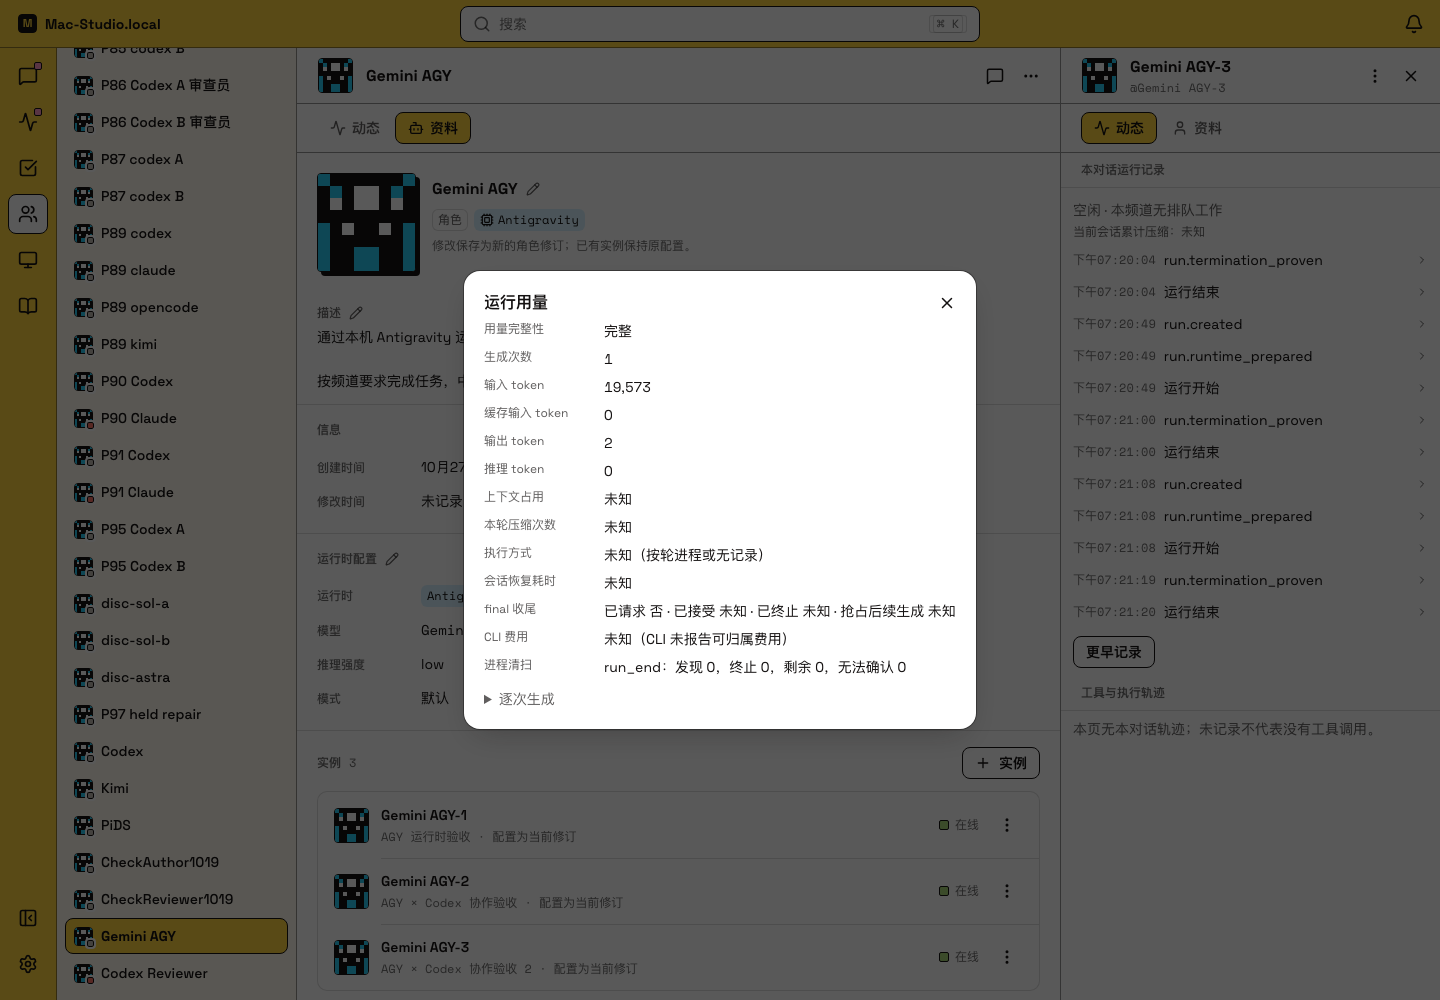 M Mac-Studio.local
搜索
⌘ K
P85 codex B
P86 Codex A 审查员
P86 Codex B 审查员
P87 codex A
P87 codex B
P89 codex
P89 claude
P89 opencode
P89 kimi
P90 Codex
P90 Claude
P91 Codex
P91 Claude
P95 Codex A
P95 Codex B
disc-sol-a
disc-sol-b
disc-astra
P97 held repair
Codex
Kimi
PiDS
CheckAuthor1019
CheckReviewer1019
Gemini AGY
Codex Reviewer
Gemini AGY
动态
资料
Gemini AGY
角色 Antigravity
修改保存为新的角色修订；已有实例保持原配置。
描述
通过本机 Antigravity
按频道要求完成任务，
信息
创建时间 10月27
修改时间 未记录
运行时配置
运行时 Antig
模型 Gemin
推理强度 low
模式 默认
实例 3
实例
Gemini AGY-1
AGY 运行时验收 · 配置为当前修订
在线
Gemini AGY-2
AGY × Codex 协作验收 · 配置为当前修订
在线
Gemini AGY-3
AGY × Codex 协作验收 2 · 配置为当前修订
在线
运行用量
用量完整性 完整
生成次数 1
输入 token 19,573
缓存输入 token 0
输出 token 2
推理 token 0
上下文占用 未知
本轮压缩次数 未知
执行方式 未知（按轮进程或无记录）
会话恢复耗时 未知
final 收尾 已请求 否 · 已接受 未知 · 已终止 未知 · 抢占后续生成 未知
CLI 费用 未知（CLI 未报告可归属费用）
进程清扫 run_end：发现 0，终止 0，剩余 0，无法确认 0
逐次生成
Gemini AGY-3
@Gemini AGY-3
动态
资料
本对话运行记录
空闲 · 本频道无排队工作
当前会话累计压缩：未知
下午07:20:04 run.termination_proven
下午07:20:04 运行结束
下午07:20:49 run.created
下午07:20:49 run.runtime_prepared
下午07:20:49 运行开始
下午07:21:00 run.termination_proven
下午07:21:00 运行结束
下午07:21:08 run.created
下午07:21:08 run.runtime_prepared
下午07:21:08 运行开始
下午07:21:19 run.termination_proven
下午07:21:20 运行结束
更早记录
工具与执行轨迹
本页无本对话轨迹；未记录不代表没有工具调用。